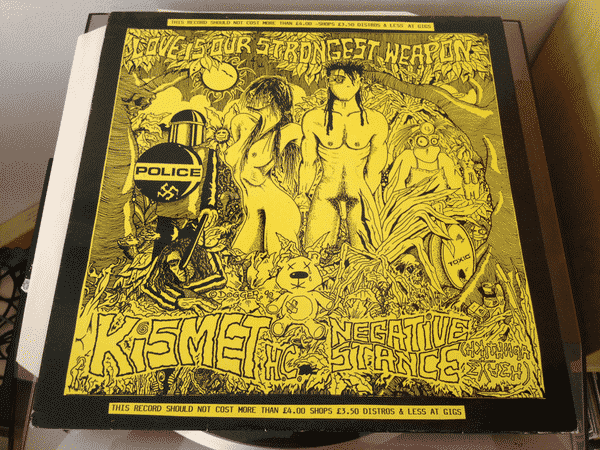 THIS RECORD SHOULD NOT COST MORE THAN £4.00 .SHOPS £3.50 DISTROS & LESS AT GIGS
LOVE IS OUR STRONGEST WEAPON
POLICE
TOXIC
KiSMET H.C.
NEGATIVE
STANCE
THIS RECORD SHOULD NOT COST MORE THAN £4.00 SHOPS £3.50 DISTROS & LESS AT GIGS